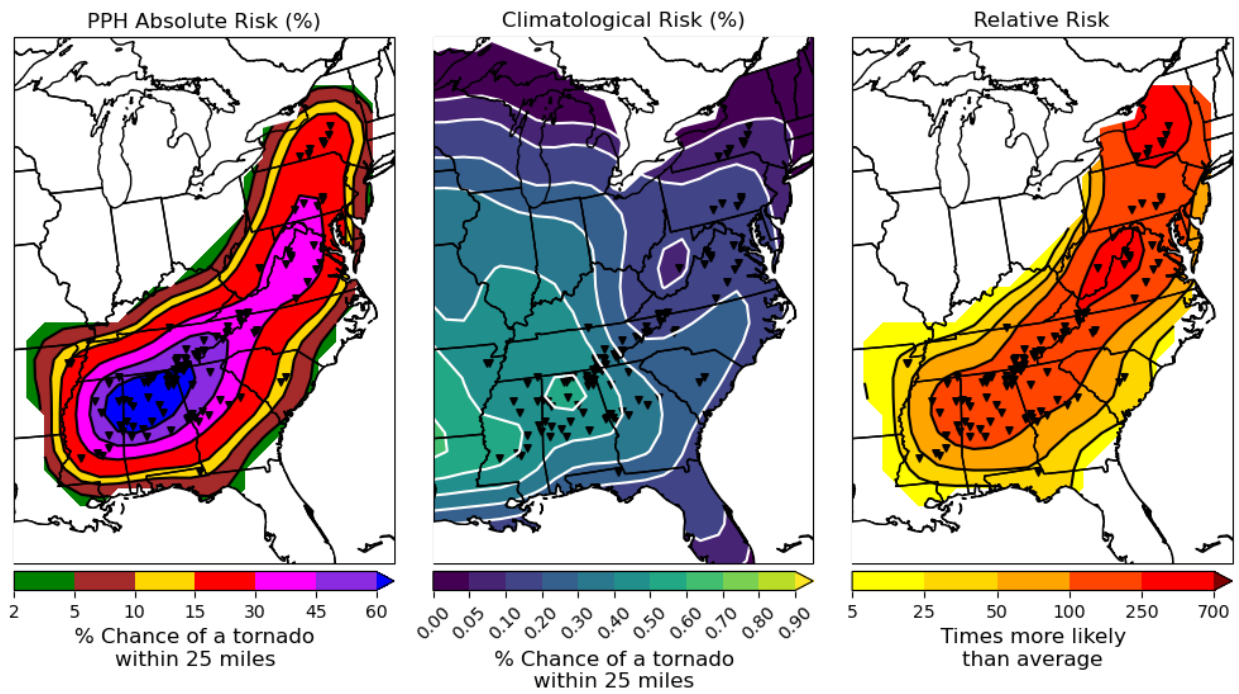 PPH Absolute Risk (%)
Climatological Risk (%)
Relative Risk
2 5 10 15 30 45 60
% Chance of a tornado
within 25 miles
0.00 0.05 0.10 0.20 0.30 0.40 0.50 0.60 0.70 0.80 0.90
% Chance of a tornado
within 25 miles
5 25 50 100 250 700
Times more likely
than average